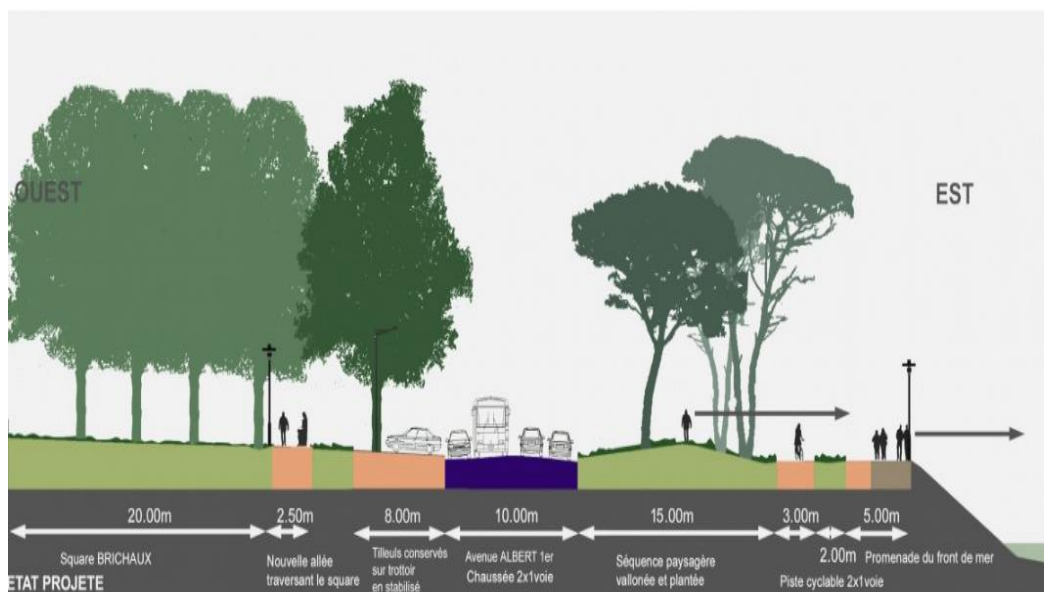 OUEST
EST
20.00m
2.50m
8.00m
10.00m
15.00m
3.00m
5.00m
2.00m
Square BRICHAUX
Nouvelle allée
traversant le square
Tilleuls conservés
sur trottoir
en stabilisé
Avenue ALBERT 1er
Chaussée 2x1voie
Séquence paysagère
vallonée et plantée
Piste cyclable 2x1voie
Promenade du front de mer
ETAT PROJETE